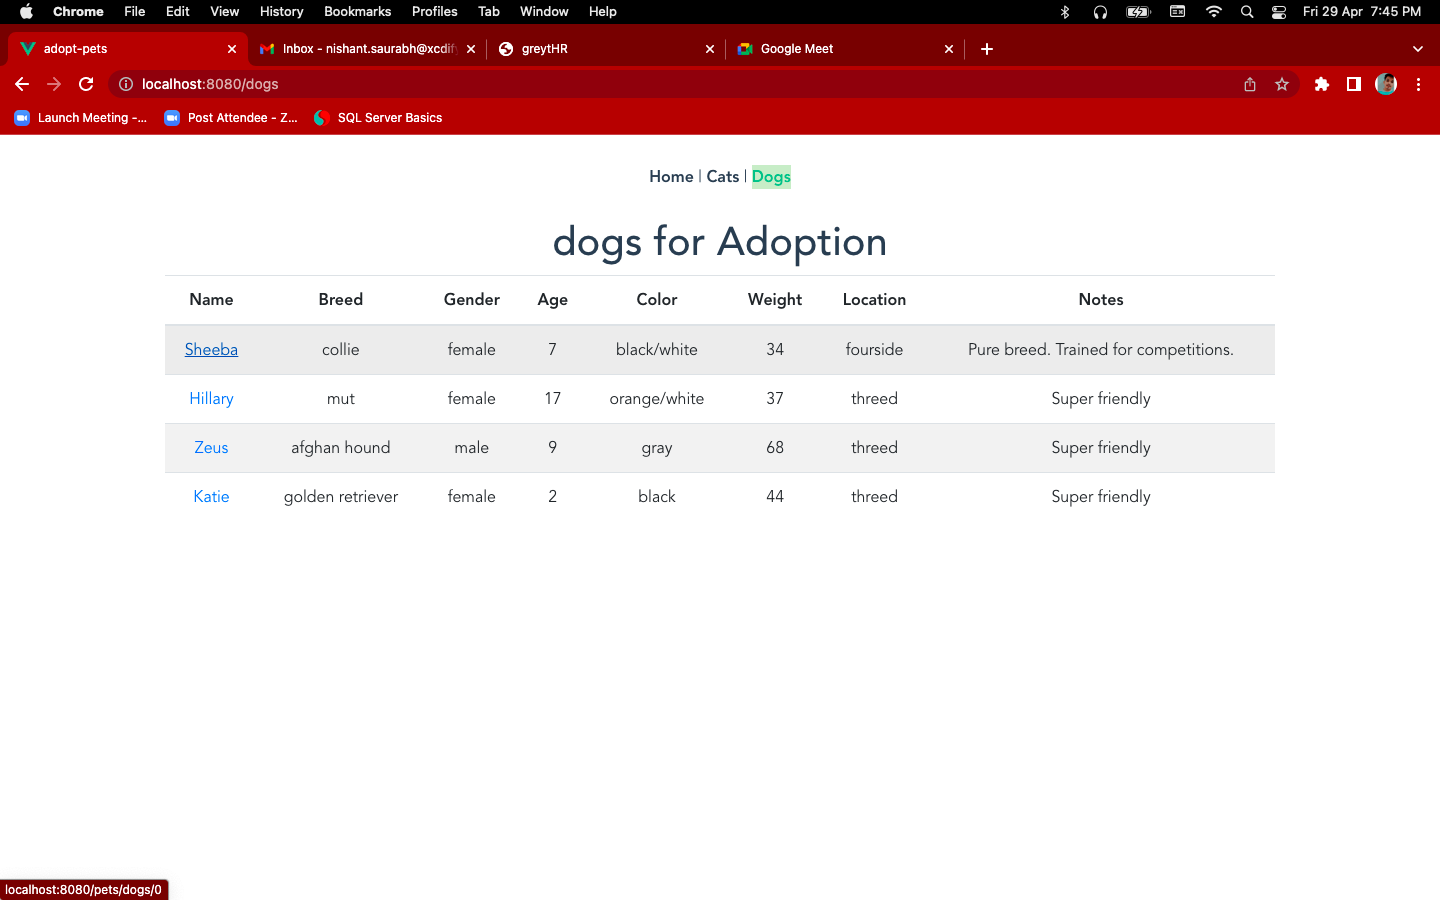 Chrome File Edit View History Bookmarks Profiles Tab Window Help Fri 29 Apr 7:45 PM
adopt-pets Inbox - nishant.saurabh@xcdify greytHR Google Meet
localhost:8080/dogs
Launch Meeting -... Post Attendee - Z... SQL Server Basics
Home | Cats | Dogs
dogs for Adoption
Name Breed Gender Age Color Weight Location Notes
Sheeba collie female 7 black/white 34 fourside Pure breed. Trained for competitions.
Hillary mut female 17 orange/white 37 threed Super friendly
Zeus afghan hound male 9 gray 68 threed Super friendly
Katie golden retriever female 2 black 44 threed Super friendly
localhost:8080/pets/dogs/0